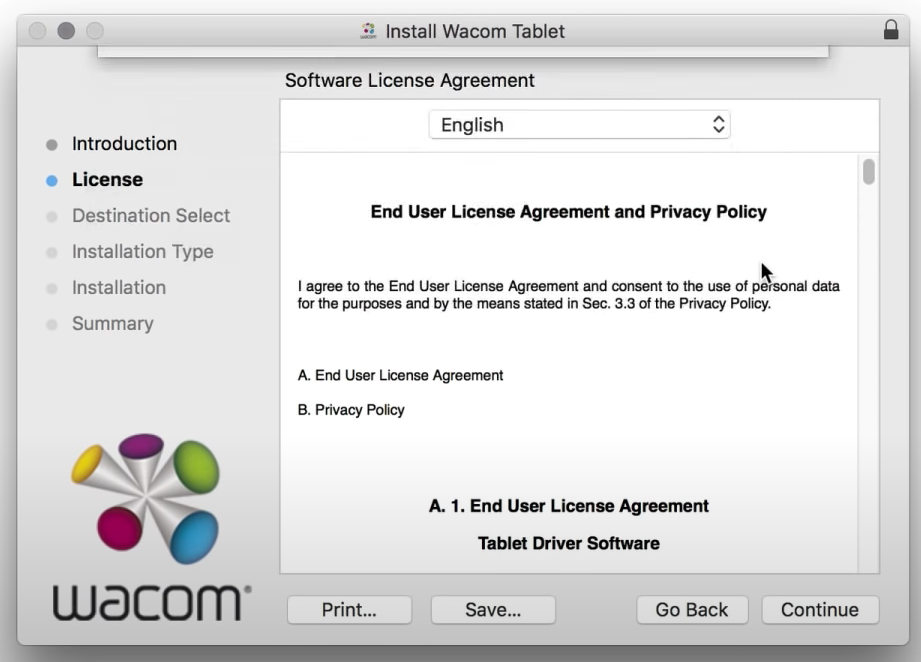 Install Wacom Tablet
Software License Agreement
Introduction
License
Destination Select
Installation Type
Installation
Summary
English
End User License Agreement and Privacy Policy
I agree to the End User License Agreement and consent to the use of personal data
for the purposes and by the means stated in Sec. 3.3 of the Privacy Policy.
A. End User License Agreement
B. Privacy Policy
A. 1. End User License Agreement
Tablet Driver Software
wacom®
Print...
Save...
Go Back
Continue